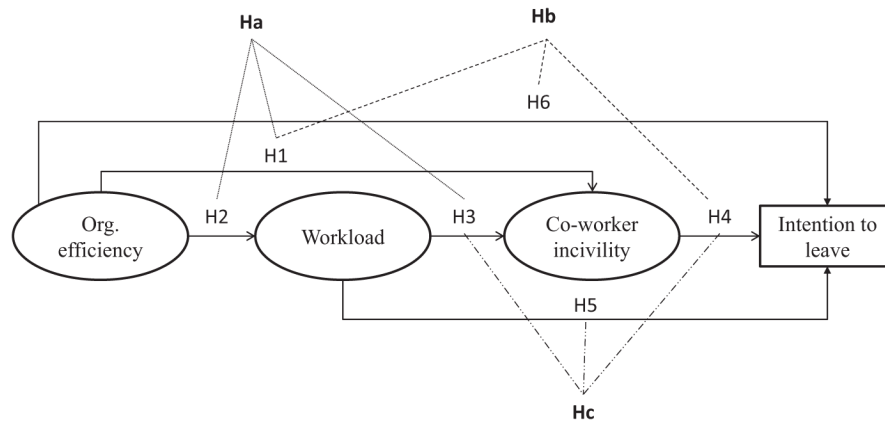 Ha
Hb
H6
H1
Org.
efficiency
H2
Workload
H3
Co-worker
incivility
H4
Intention to
leave
H5
Hc